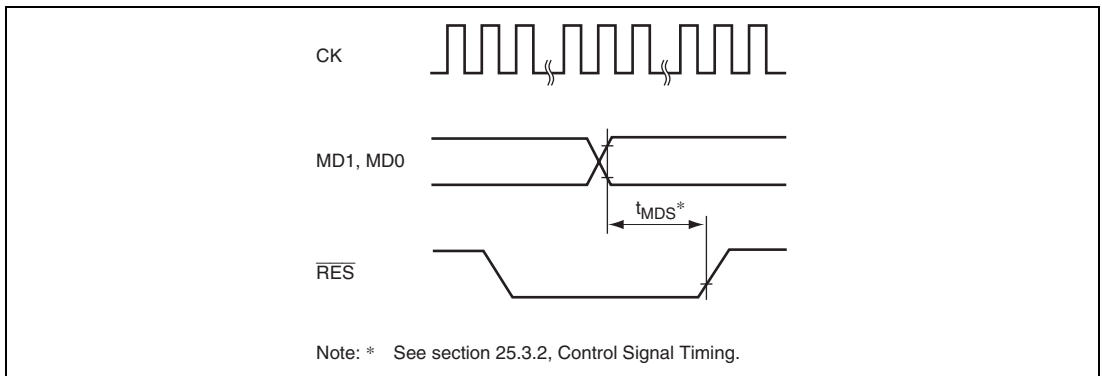 CK
MD1, MD0
tMDS*
RES
Note: * See section 25.3.2, Control Signal Timing.